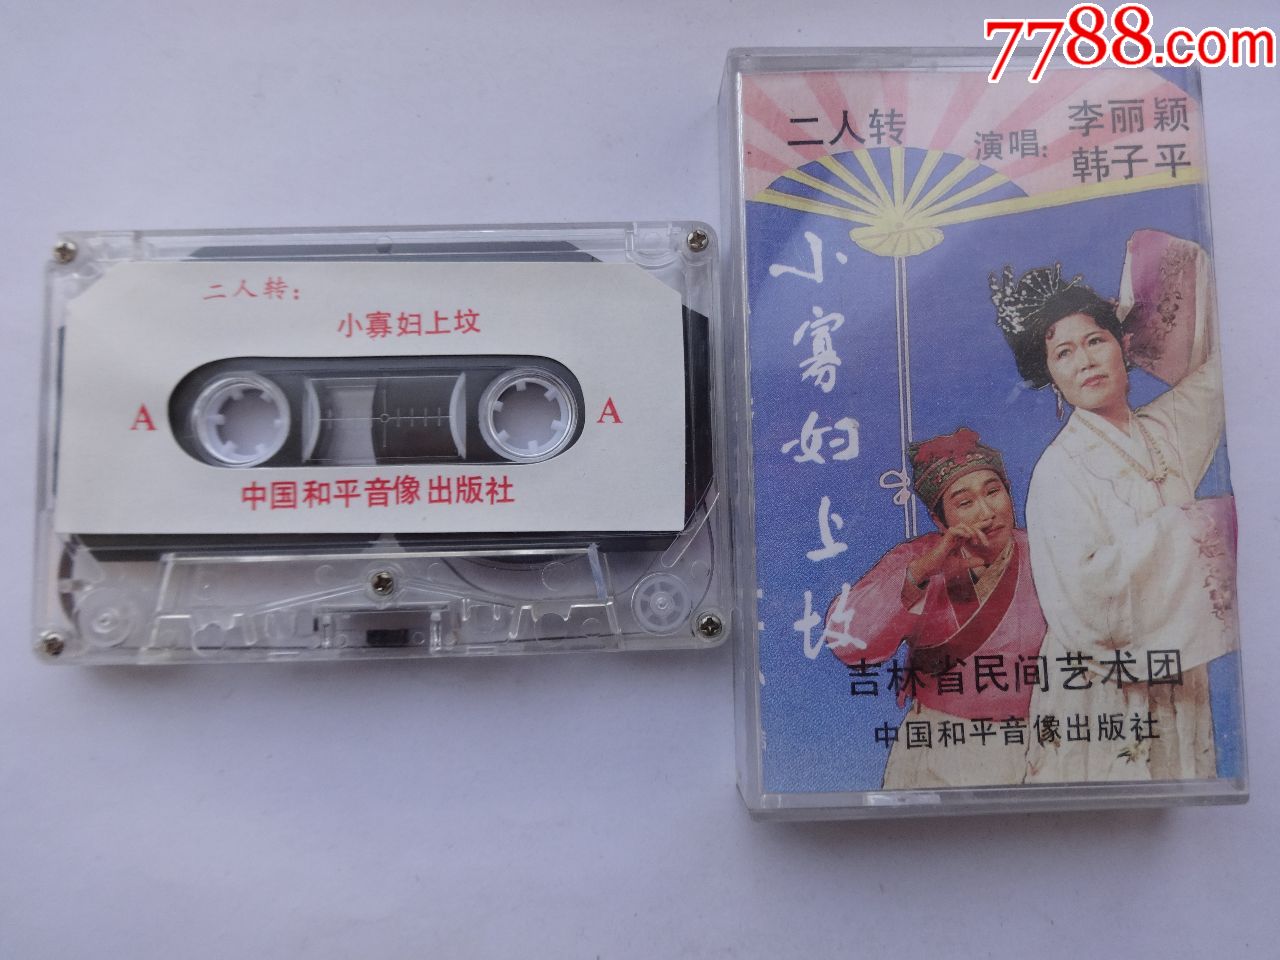 7788.com
二人转:
小寡妇上坟
A A
中国和平音像出版社
二人转
演唱:
李丽颖
韩子平
小寡妇上坟
吉林省民间艺术团
中国和平音像出版社